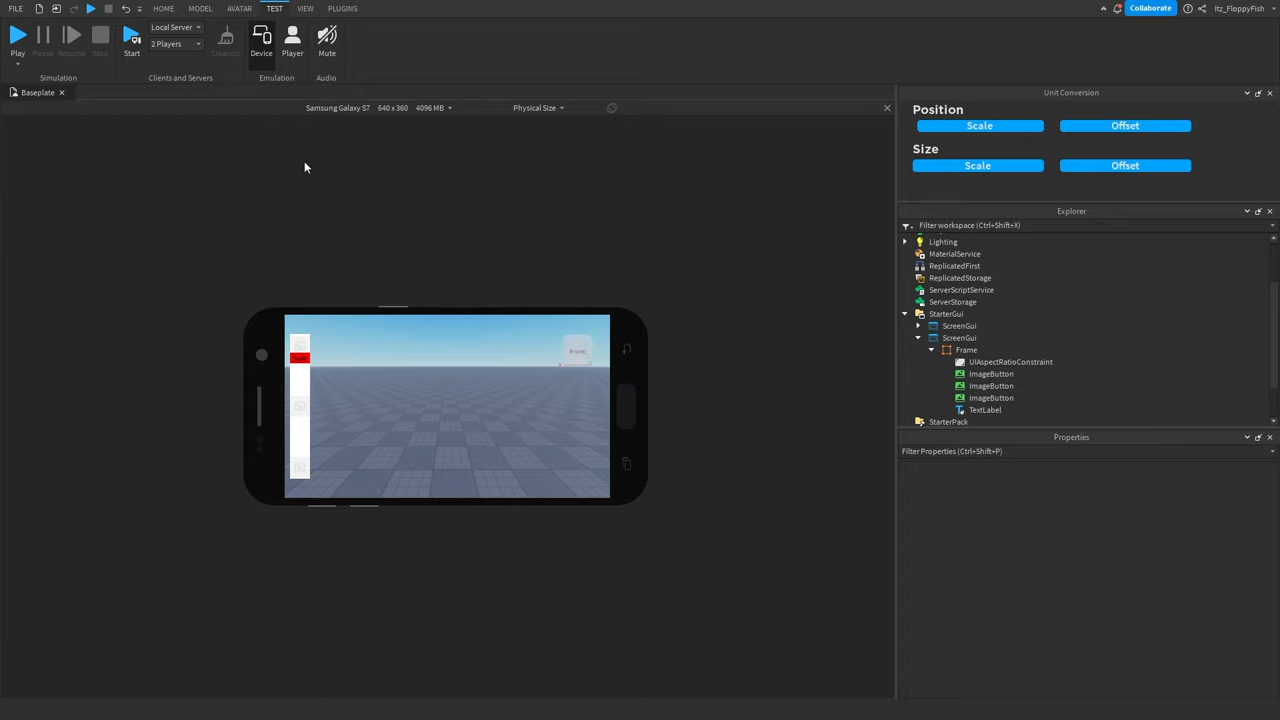 FILE HOME MODEL AVATAR TEST VIEW PLUGINS Collaborate Itz_FloppyFish
Play Pause Resume Stop Start Local Server 2 Players Cleanup Device Player Mute
Simulation Clients and Servers Emulation Audio
Baseplate
Samsung Galaxy S7 640 x 360 4096 MB Physical Size
Unit Conversion
Position
Scale Offset
Size
Scale Offset
Explorer
Filter workspace (Ctrl+Shift+X)
Lighting
MaterialService
ReplicatedFirst
ReplicatedStorage
ServerScriptService
ServerStorage
StarterGui
ScreenGui
ScreenGui
Frame
UIAspectRatioConstraint
ImageButton
ImageButton
ImageButton
TextLabel
StarterPack
Properties
Filter Properties (Ctrl+Shift+P)
Front